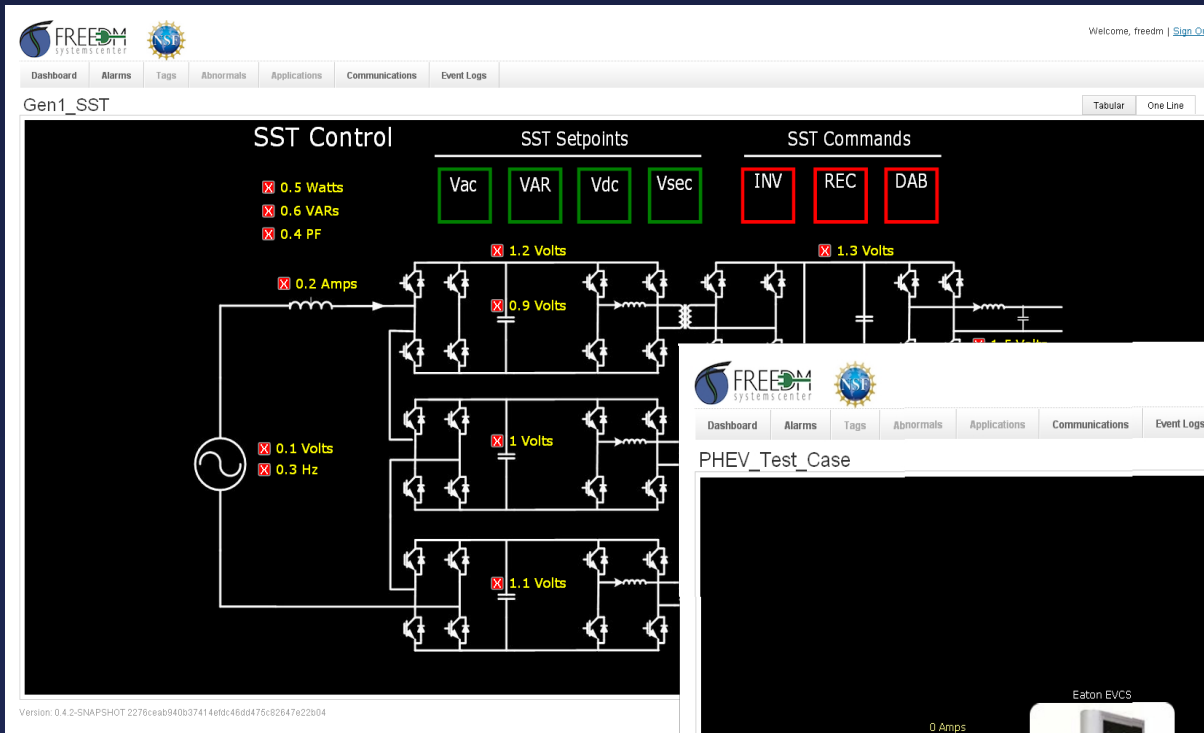 FREEDM
systems center
NSF
Welcome, freedm | Sign
Dashboard Alarms Tags Abnormals Applications Communications Event Logs
Gen1_SST
Tabular One Line
SST Control
SST Setpoints
SST Commands
Vac VAR Vdc Vsec
INV REC DAB
X 0.5 Watts
X 0.6 VARs
X 0.4 PF
X 1.2 Volts
X 1.3 Volts
X 0.2 Amps
X 0.9 Volts
X 0.1 Volts
X 0.3 Hz
X 1 Volts
X 1.1 Volts
Version: 0.4.2-SNAPSHOT 2276ceab940b37414efdc46dd475c82647e22b04
FREEDM
systems center
NSF
Dashboard Alarms Tags Abnormals Applications Communications Event Logs
PHEV_Test_Case
Eaton EVCS
0 Amps